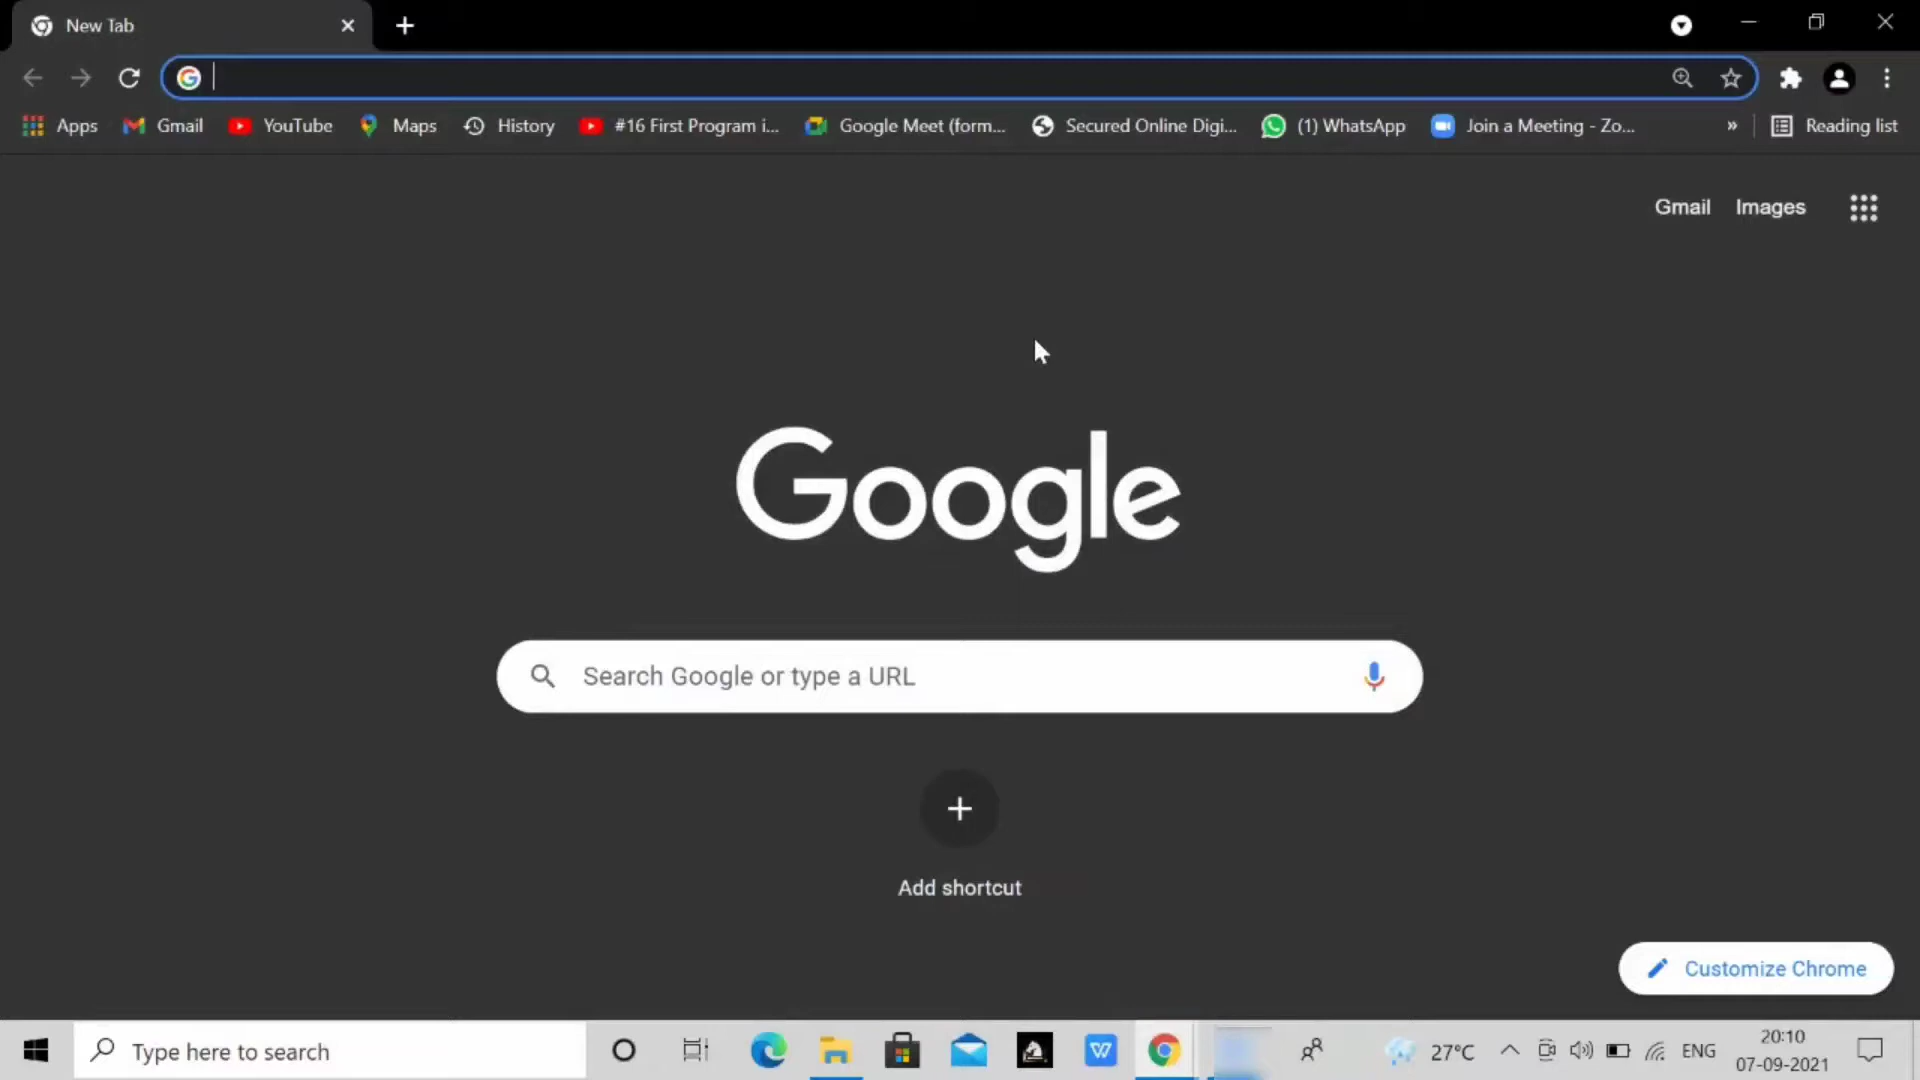 New Tab
Apps Gmail YouTube Maps History #16 First Program i... Google Meet (form... Secured Online Digi... (1) WhatsApp Join a Meeting - Zo... » Reading list
Gmail Images
Google
Search Google or type a URL
Add shortcut
Customize Chrome
Type here to search 27°C ENG 20:10
07-09-2021